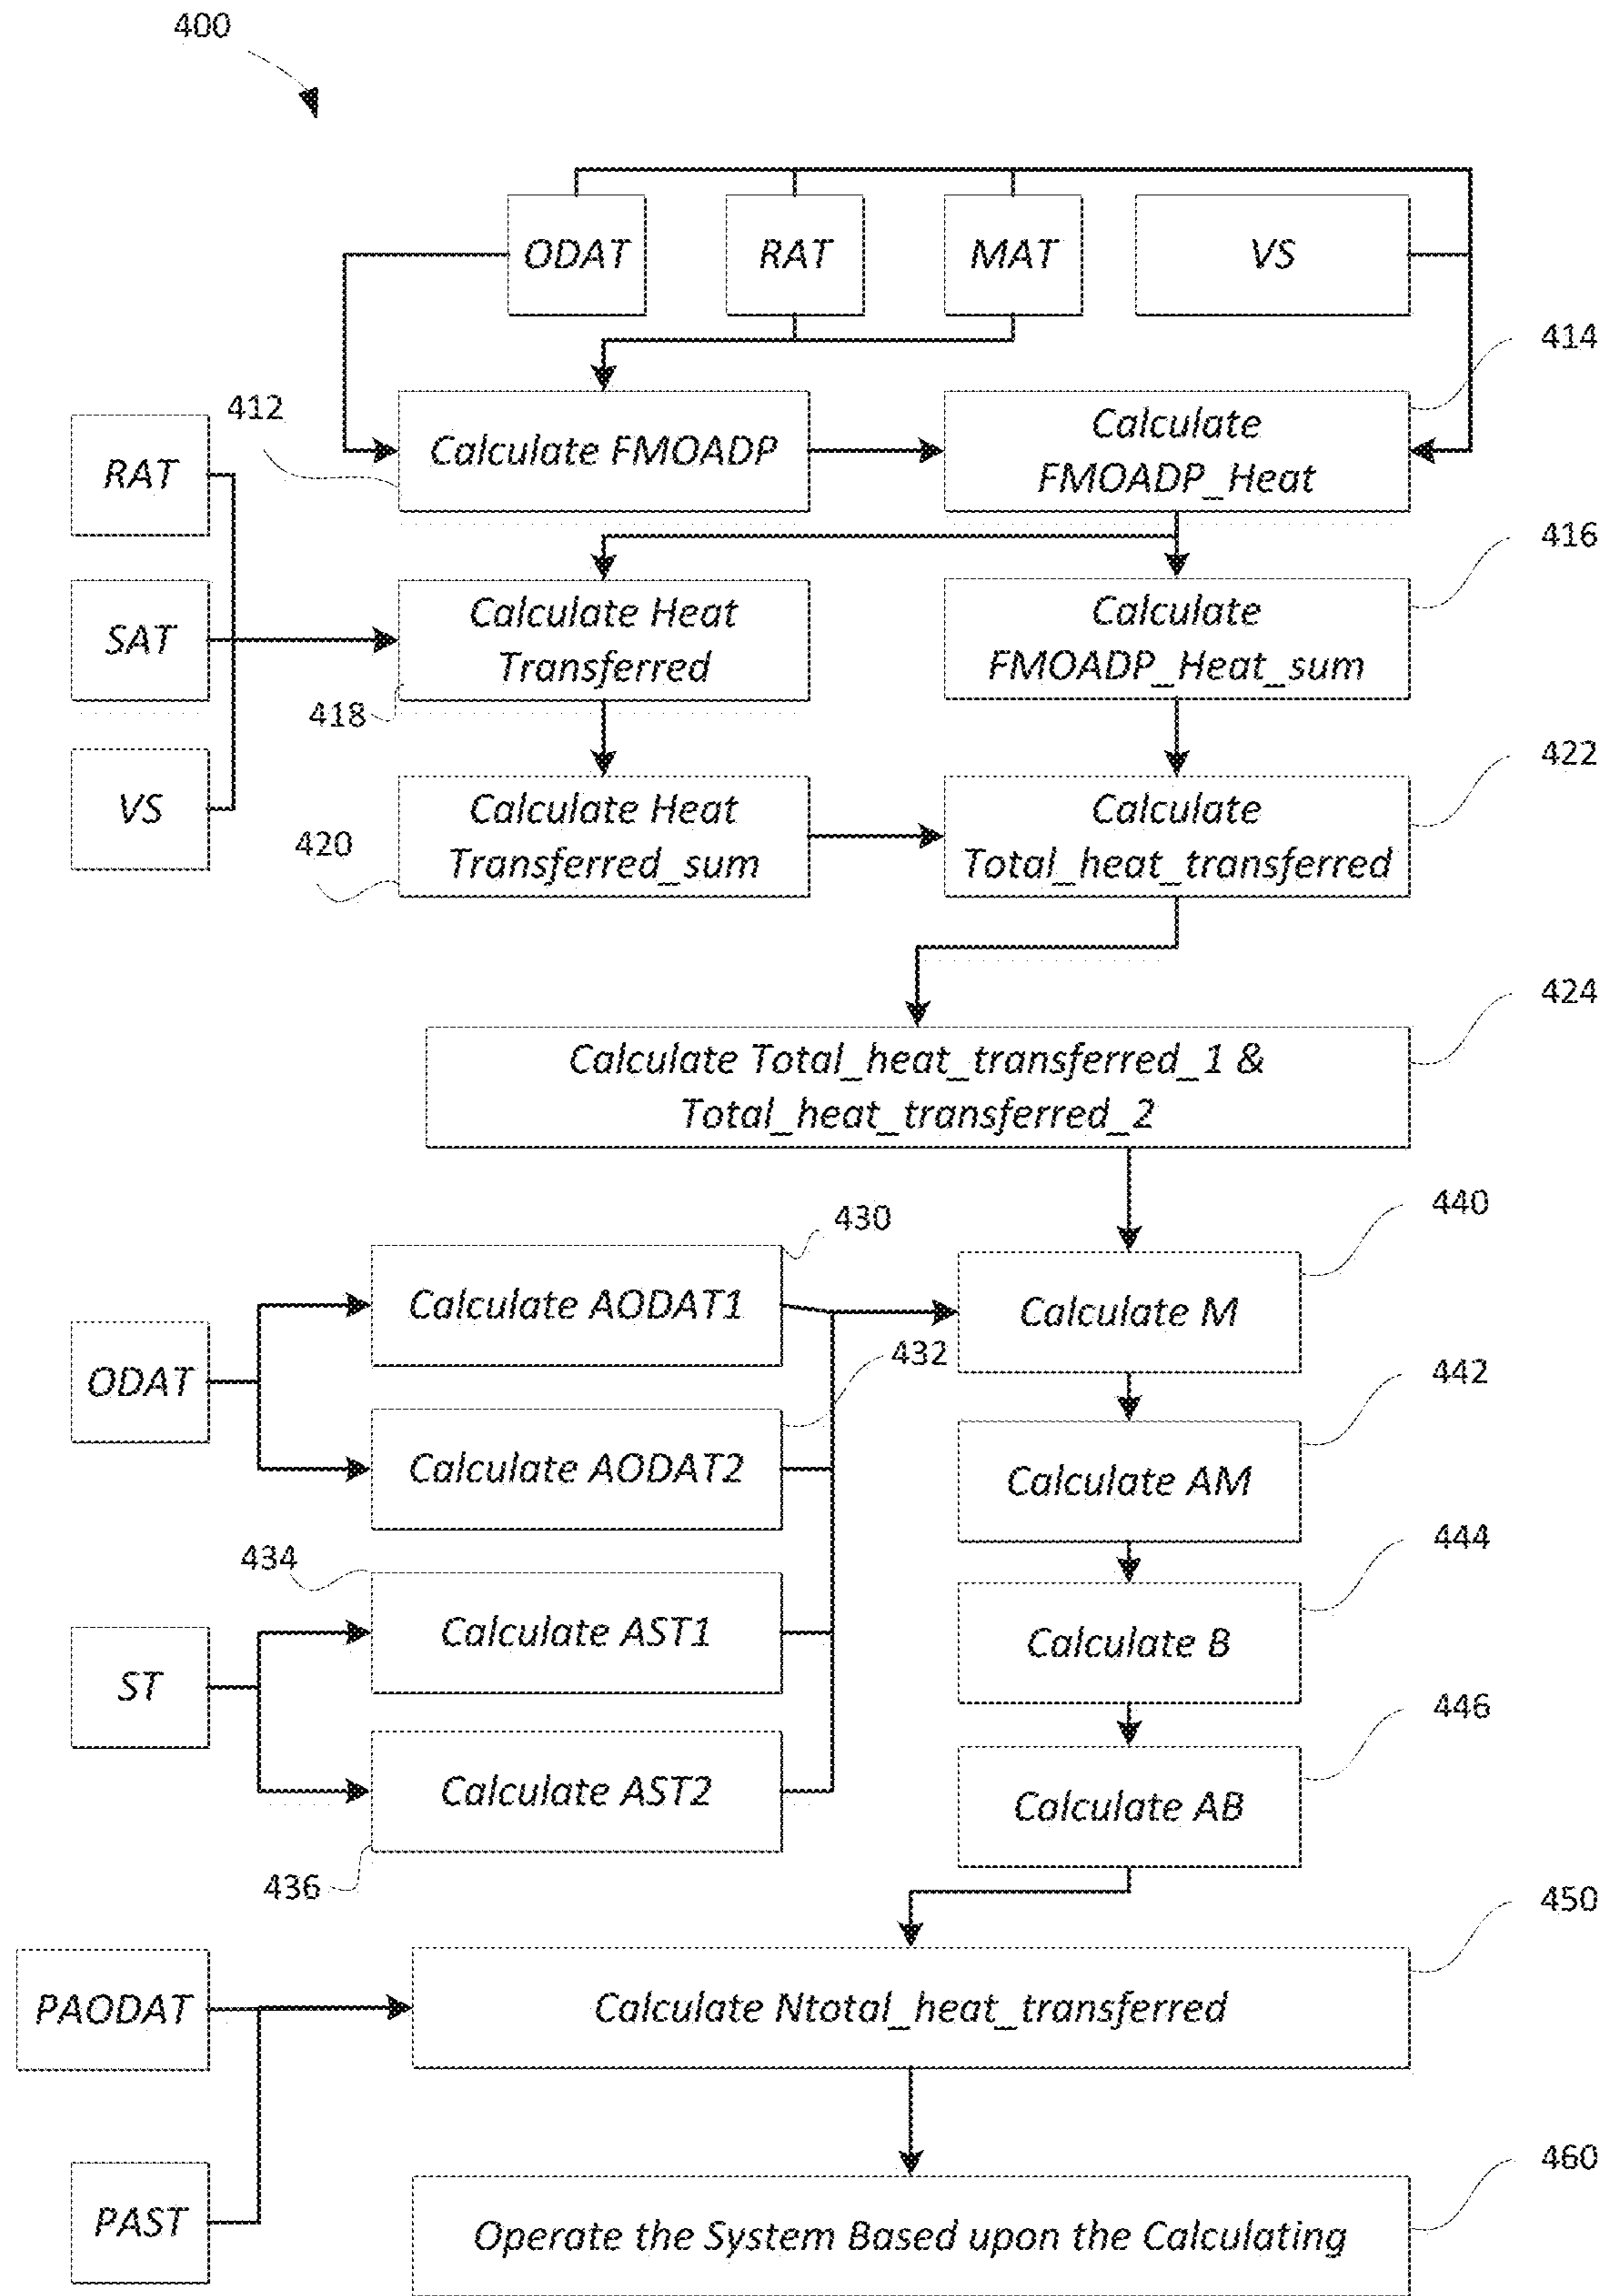 400
ODAT
RAT
MAT
VS
414
412
Calculate FMOADP
Calculate
FMOADP_Heat
RAT
416
SAT
Calculate Heat
Transferred
418
Calculate
FMOADP_Heat_sum
VS
422
420
Calculate Heat
Transferred_sum
Calculate
Total_heat_transferred
424
Calculate Total_heat_transferred_1 &
Total_heat_transferred_2
430
440
Calculate AODAT1
Calculate M
432
ODAT
442
Calculate AODAT2
Calculate AM
434
444
Calculate AST1
Calculate B
ST
446
Calculate AST2
Calculate AB
436
450
PAODAT
Calculate Ntotal_heat_transferred
460
PAST
Operate the System Based upon the Calculating